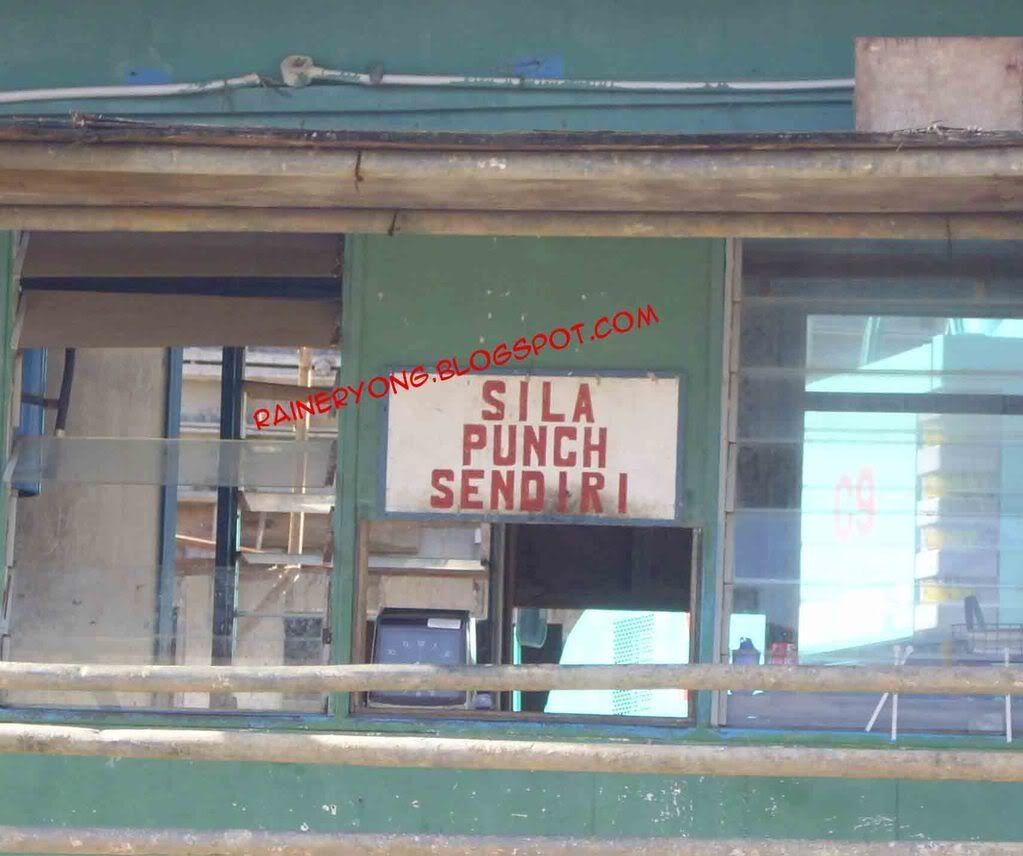 RAINERYONG.BLOGSPOT.COM
SILA
PUNCH
SENDIRI